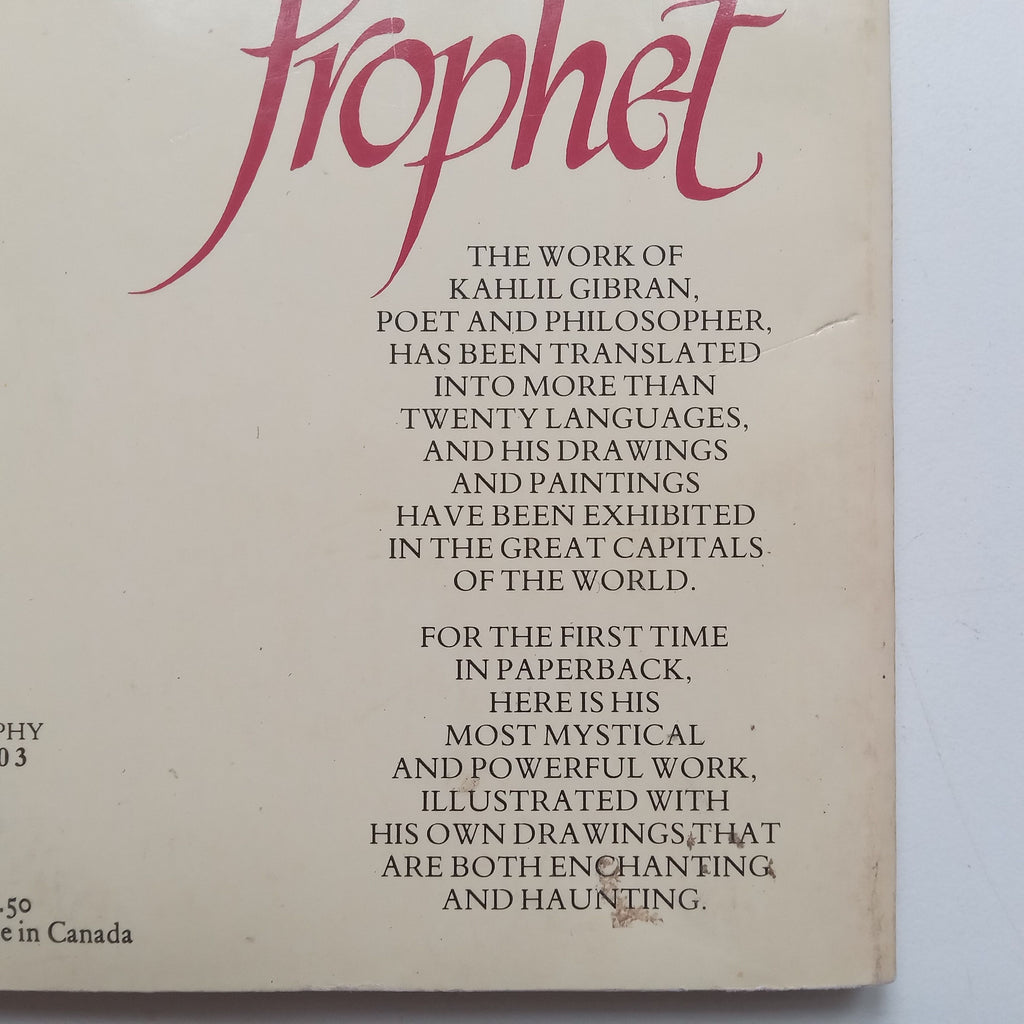 Prophet
THE WORK OF
KAHLIL GIBRAN,
POET AND PHILOSOPHER,
HAS BEEN TRANSLATED
INTO MORE THAN
TWENTY LANGUAGES,
AND HIS DRAWINGS
AND PAINTINGS
HAVE BEEN EXHIBITED
IN THE GREAT CAPITALS
OF THE WORLD.
FOR THE FIRST TIME
IN PAPERBACK,
HERE IS HIS
MOST MYSTICAL
AND POWERFUL WORK,
ILLUSTRATED WITH
HIS OWN DRAWINGS THAT
ARE BOTH ENCHANTING
AND HAUNTING.
PHY
03
.50
e in Canada